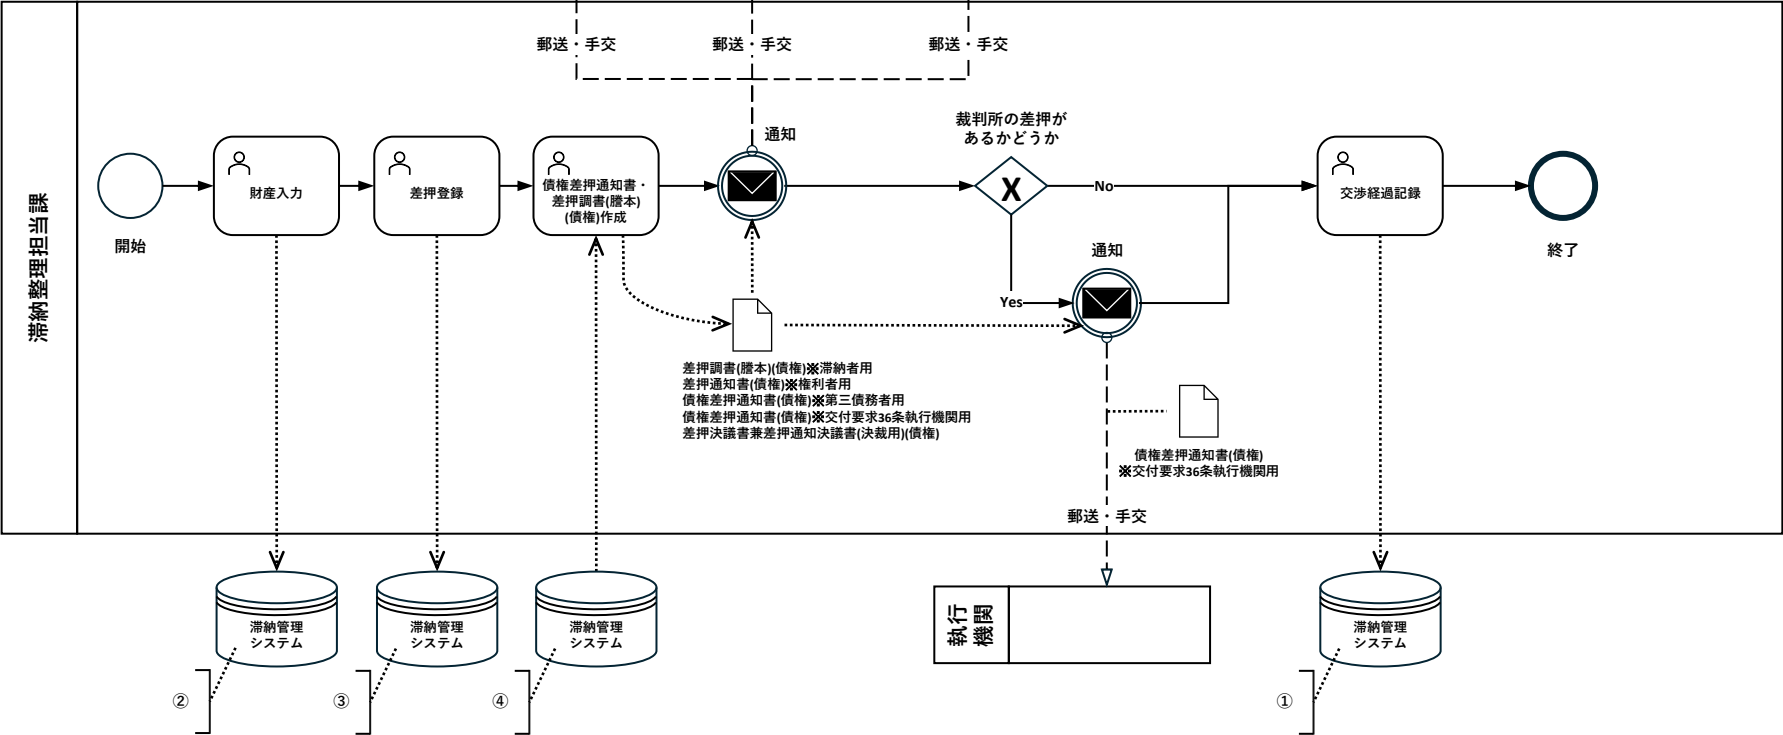 郵送・手交
郵送・手交
郵送・手交
滞納整理担当課
開始
財産入力
差押登録
債権差押通知書・
差押調書(謄本)
(債権)作成
通知
裁判所の差押が
あるかどうか
X
No
Yes
通知
交渉経過記録
終了
差押調書(謄本)(債権)※滞納者用
差押通知書(債権)※権利者用
債権差押通知書(債権)※第三債務者用
債権差押通知書(債権)※交付要求36条執行機関用
差押決議書兼差押通知決議書(決裁用)(債権)
債権差押通知書(債権)
※交付要求36条執行機関用
郵送・手交
滞納管理
システム
滞納管理
システム
滞納管理
システム
執行
機関
滞納管理
システム
②
③
④
①